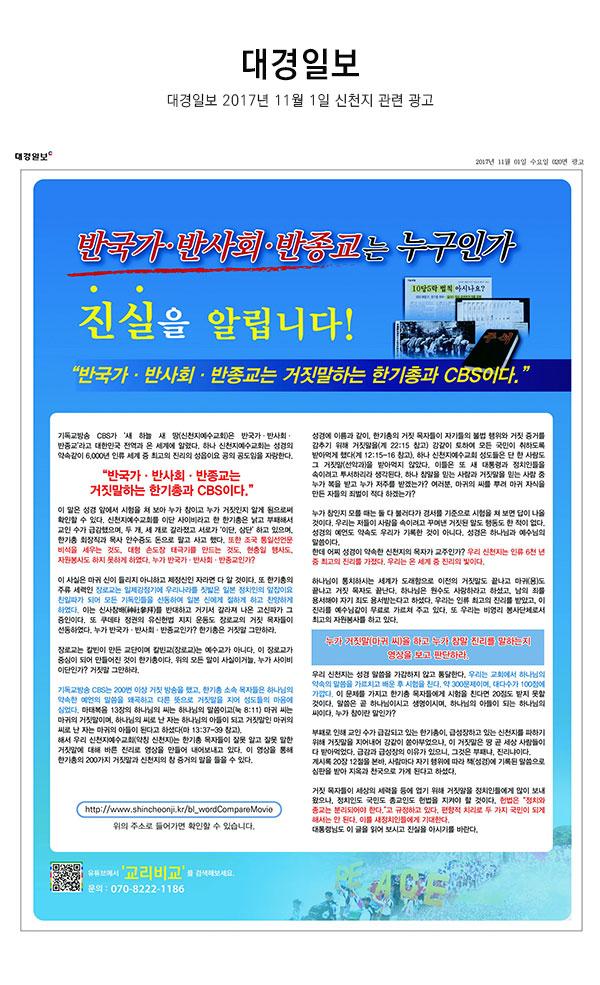 대경일보
대경일보 2017년 11월 1일 신천지 관련 광고
대경일보
2017년 11월 01일 수요일 020면 광고
반국가·반사회·반종교는 누구인가
진실을 알립니다!
10당5락 법칙 아시나요?
“반국가 · 반사회 · 반종교는 거짓말하는 한기총과 CBS이다.”
기독교방송 CBS가 '새 하늘 새 땅(신천지예수교회)은 반국가·반사회·
반종교'라고 대한민국 전역과 온 세계에 알렸다. 하나 신천지예수교회는 성경의
약속같이 6,000년 인류 세계 중 최고의 진리의 성읍이요 공의 공도임을 자랑한다.
“반국가 · 반사회 · 반종교는
거짓말하는 한기총과 CBS이다.”
이 말은 성경 앞에서 시험을 쳐 보아 누가 참이고 누가 거짓인지 알게 됨으로써
확인할 수 있다. 신천지예수교회를 이단 사이비라고 한 한기총은 낡고 부패해서
교인 수가 급감했으며, 두 개, 세 개로 갈라졌고 서로가 '이단, 삼단' 하고 있으며,
한기총 회장직과 목사 안수증도 돈으로 팔고 사고 했다. 또한 조국 통일선언문
비석을 세우는 것도, 대형 손도장 태극기를 만드는 것도, 현충일 행사도,
자원봉사도 하지 못하게 하였다. 누가 반국가·반사회·반종교인가?
이 사실은 마귀 신이 들리지 아니하고 제정신인 자라면 다 알 것이다. 또 한기총의
주류 세력인 장로교는 일제강점기에 우리나라를 짓밟은 일본 정치인의 앞잡이요
친일파가 되어 모든 기독인들을 선동하여 일본 신에게 절하게 하고 찬양하게
하였다. 이는 신사참배(神社參拜)를 반대하고 거기서 갈라져 나온 고신파가 그
증인이다. 또 쿠데타 정권의 유신헌법 지지 운동도 장로교의 거짓 목자들이
선동하였다. 누가 반국가·반사회·반종교인가? 한기총은 거짓말 그만하라.
장로교는 칼빈이 만든 교단이며 칼빈교(장로교)는 예수교가 아니다. 이 장로교가
중심이 되어 만들어진 것이 한기총이다. 위의 모든 말이 사실이거늘, 누가 사이비
이단인가? 거짓말 그만하라.
기독교방송 CBS는 200번 이상 거짓 방송을 했고, 한기총 소속 목자들은 하나님의
약속한 예언의 말씀을 왜곡하고 다른 뜻으로 거짓말을 지어 성도들의 마음에
심었다. 마태복음 13장의 하나님의 씨는 하나님의 말씀이고(눅 8:11) 마귀 씨는
마귀의 거짓말이며, 하나님의 씨로 난 자는 하나님의 아들이 되고 거짓말인 마귀의
씨로 난 자는 마귀의 아들이 된다고 하셨다(마 13:37~39 참고).
해서 우리 신천지예수교회(약칭 신천지)는 한기총 목자들이 잘못 알고 잘못 말한
거짓말에 대해 바른 진리로 영상을 만들어 내어보내고 있다. 이 영상을 통해
한기총의 200가지 거짓말과 신천지의 참 증거의 말을 들을 수 있다.
http://www.shincheonji.kr/bl_wordCompareMovie
위의 주소로 들어가면 확인할 수 있습니다.
성경에 이름과 같이, 한기총의 거짓 목자들이 자기들의 불법 행위와 거짓 증거를
감추기 위해 거짓말을(계 22:15 참고) 강같이 토하여 모든 국민이 취하도록
받아먹게 했다(계 12:15~16 참고). 하나 신천지예수교회 성도들은 단 한 사람도
그 거짓말(선악과)을 받아먹지 않았다. 이들은 또 새 대통령과 정치인들을
속이려고 투서하리라 생각된다. 하나 참말을 믿는 사람과 거짓말을 믿는 사람 중
누가 복을 받고 누가 저주를 받겠는가? 여러분, 마귀의 씨를 뿌려 마귀 자식을
만든 자들의 죄벌이 적다 하겠는가?
누가 참인지 모를 때는 둘 다 불러다가 경서를 기준으로 시험을 쳐 보면 답이 나올
것이다. 우리는 저들이 사람을 속이려고 꾸며낸 거짓된 말도 행동도 한 적이 없다.
성경의 예언도 약속도 우리가 기록한 것이 아니다. 성경은 하나님과 예수님의
말씀이다.
한데 어찌 성경이 약속한 신천지의 목자가 교주인가? 우리 신천지는 인류 6천 년
중 최고의 진리를 가졌다. 우리는 온 세계 중 진리의 빛이다.
하나님이 통치하시는 세계가 도래함으로 이전의 거짓말도 끝나고 마귀(용)도
끝나고 거짓 목자도 끝난다. 하나님은 원수도 사랑하라고 하셨고, 남의 죄를
용서해야 자기 죄도 용서받는다고 하셨다. 우리는 인류 최고의 진리를 받았고, 이
진리를 예수님같이 무료로 가르쳐 주고 있다. 또 우리는 비영리 봉사단체로서
최고의 자원봉사를 하고 있다.
누가 거짓말(마귀 씨)을 하고 누가 참말 진리를 말하는지
영상을 보고 판단하라.
우리 신천지는 성경 말씀을 가감하지 않고 통달한다. 우리는 교회에서 하나님의
약속의 말씀을 가르치고 배운 후 시험을 친다. 약 300문제이며, 대다수가 100점에
가깝다. 이 문제를 가지고 한기총 목자들에게 시험을 친다면 20점도 받지 못할
것이다. 말씀은 곧 하나님이시고 생명이시며, 하나님의 아들이 되는 하나님의
씨이다. 누가 참이란 말인가?
부패로 인해 교인 수가 급감되고 있는 한기총이, 급성장하고 있는 신천지를 파하기
위해 거짓말을 지어내어 강같이 쏟아부었으나, 이 거짓말은 땅 곧 세상 사람들이
다 받아먹었다. 급감과 급성장의 이유가 있으니, 그것은 부패냐, 진리냐이다.
계시록 20장 12절을 본바, 사람마다 자기 행위에 따라 책(성경)에 기록된 말씀으로
심판을 받아 지옥과 천국으로 가게 된다고 하셨다.
거짓 목자들이 세상의 세력을 등에 업기 위해 거짓말을 정치인들에게 많이 보내
왔으나, 정치인도 국민도 종교인도 헌법을 지켜야 할 것이다. 헌법은 "정치와
종교는 분리되어야 한다."고 규정하고 있다. 편향적 치리로 두 가지 국민이 되게
해서는 안 된다. 이를 새정치인들에게 기대한다.
대통령님도 이 글을 읽어 보시고 진실을 아시기를 바란다.
유튜브에서 '교리비교'를 검색해보세요.
문의 : 070-8222-1186
PEACE